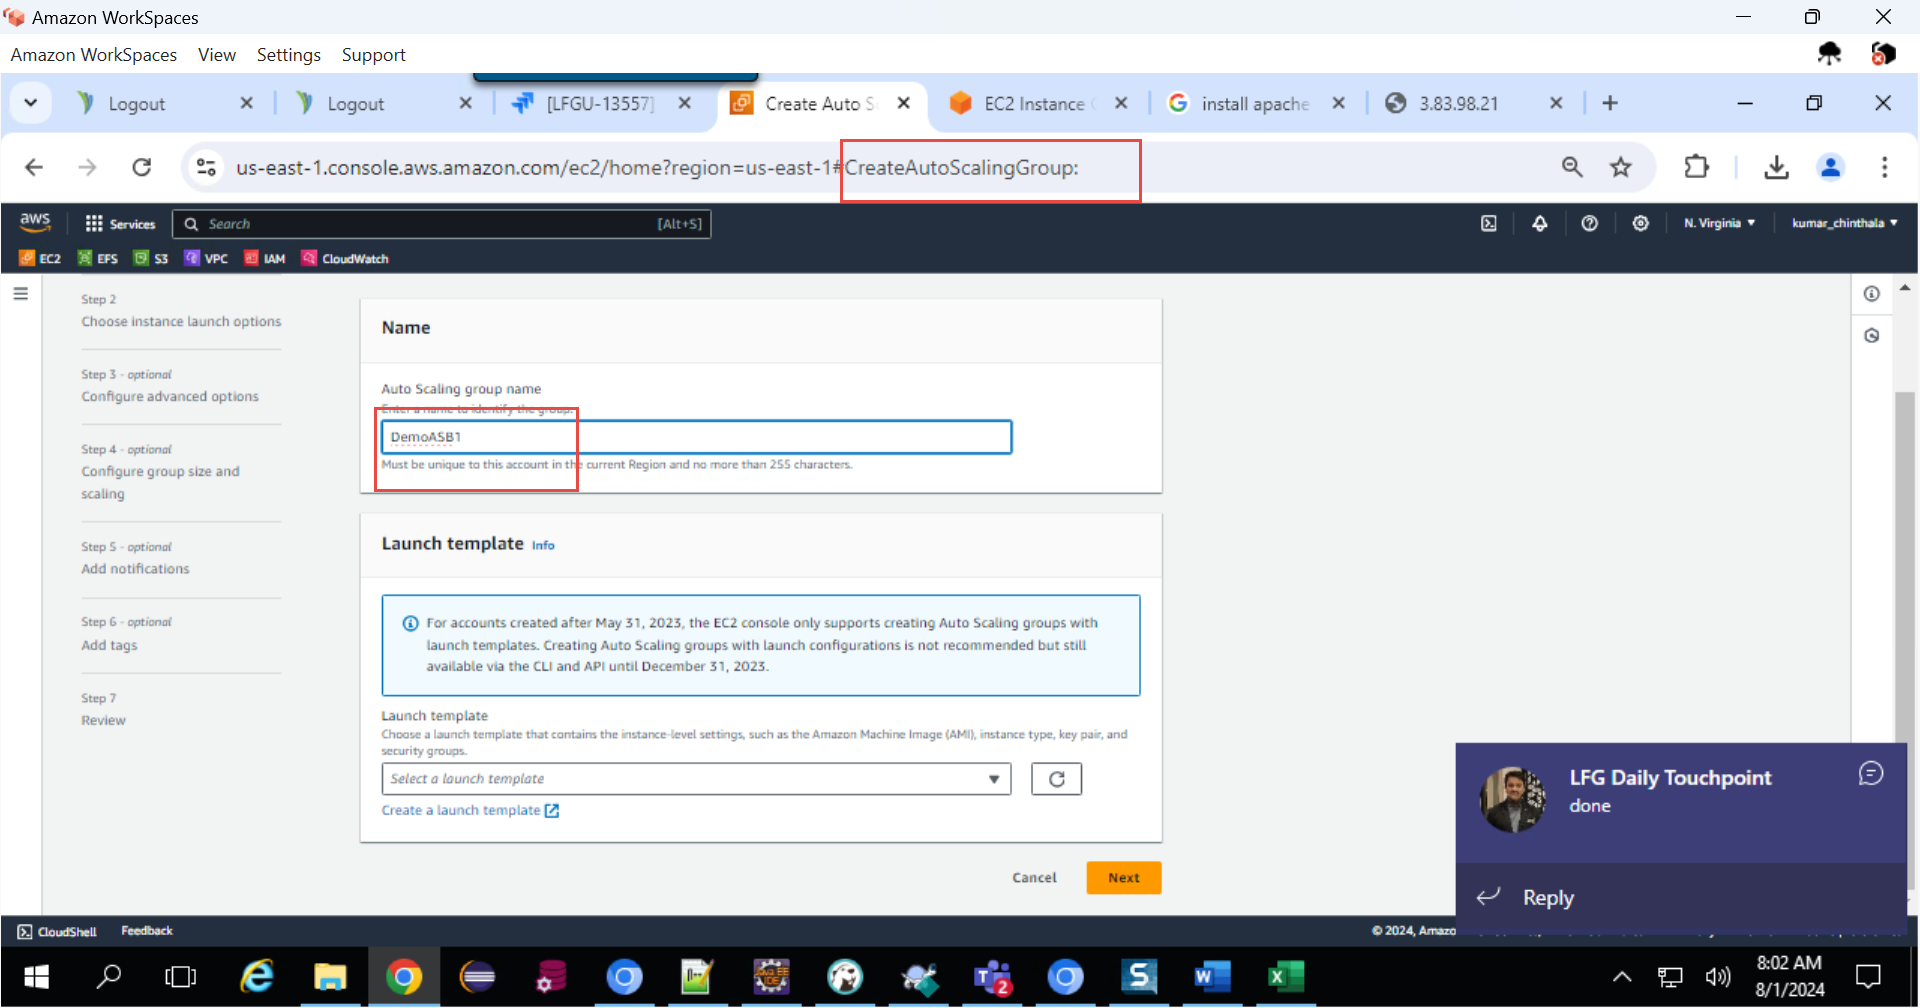 Amazon WorkSpaces
Amazon WorkSpaces View Settings Support
Logout
Logout
[LFGU-13557]
Create Auto S
EC2 Instance
install apache
3.83.98.21
us-east-1.console.aws.amazon.com/ec2/home?region=us-east-1#CreateAutoScalingGroup:
aws
Services
Search
[Alt+S]
N. Virginia
kumar_chinthala
EC2 EFS S3 VPC IAM CloudWatch
Step 2
Choose instance launch options
Step 3 - optional
Configure advanced options
Step 4 - optional
Configure group size and
scaling
Step 5 - optional
Add notifications
Step 6 - optional
Add tags
Step 7
Review
Name
Auto Scaling group name
Enter a name to identify the group.
DemoASB1
Must be unique to this account in the current Region and no more than 255 characters.
Launch template Info
For accounts created after May 31, 2023, the EC2 console only supports creating Auto Scaling groups with
launch templates. Creating Auto Scaling groups with launch configurations is not recommended but still
available via the CLI and API until December 31, 2023.
Launch template
Choose a launch template that contains the instance-level settings, such as the Amazon Machine Image (AMI), instance type, key pair, and
security groups.
Select a launch template
Create a launch template
Cancel
Next
LFG Daily Touchpoint
done
Reply
CloudShell
Feedback
© 2024, Amazo
8:02 AM
8/1/2024